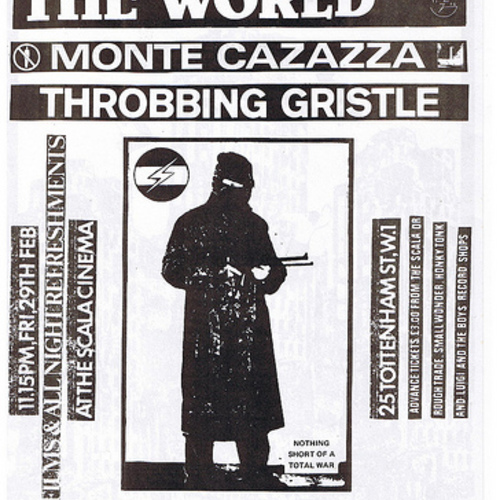 THE WORLD
MONTE CAZAZZA
THROBBING GRISTLE
11.15PM, FRI, 29TH FEB
FILMS & ALL NIGHT REFRESHMENTS
AT THE SCALA CINEMA
NOTHING
SHORT OF A
TOTAL WAR
25 TOTTENHAM ST, W.1
ADVANCE TICKETS £3.00 FROM THE SCALA OR
ROUGH TRADE, SMALL WONDER, HONKY TONK
AND LUIGI AND THE BOYS RECORD SHOPS